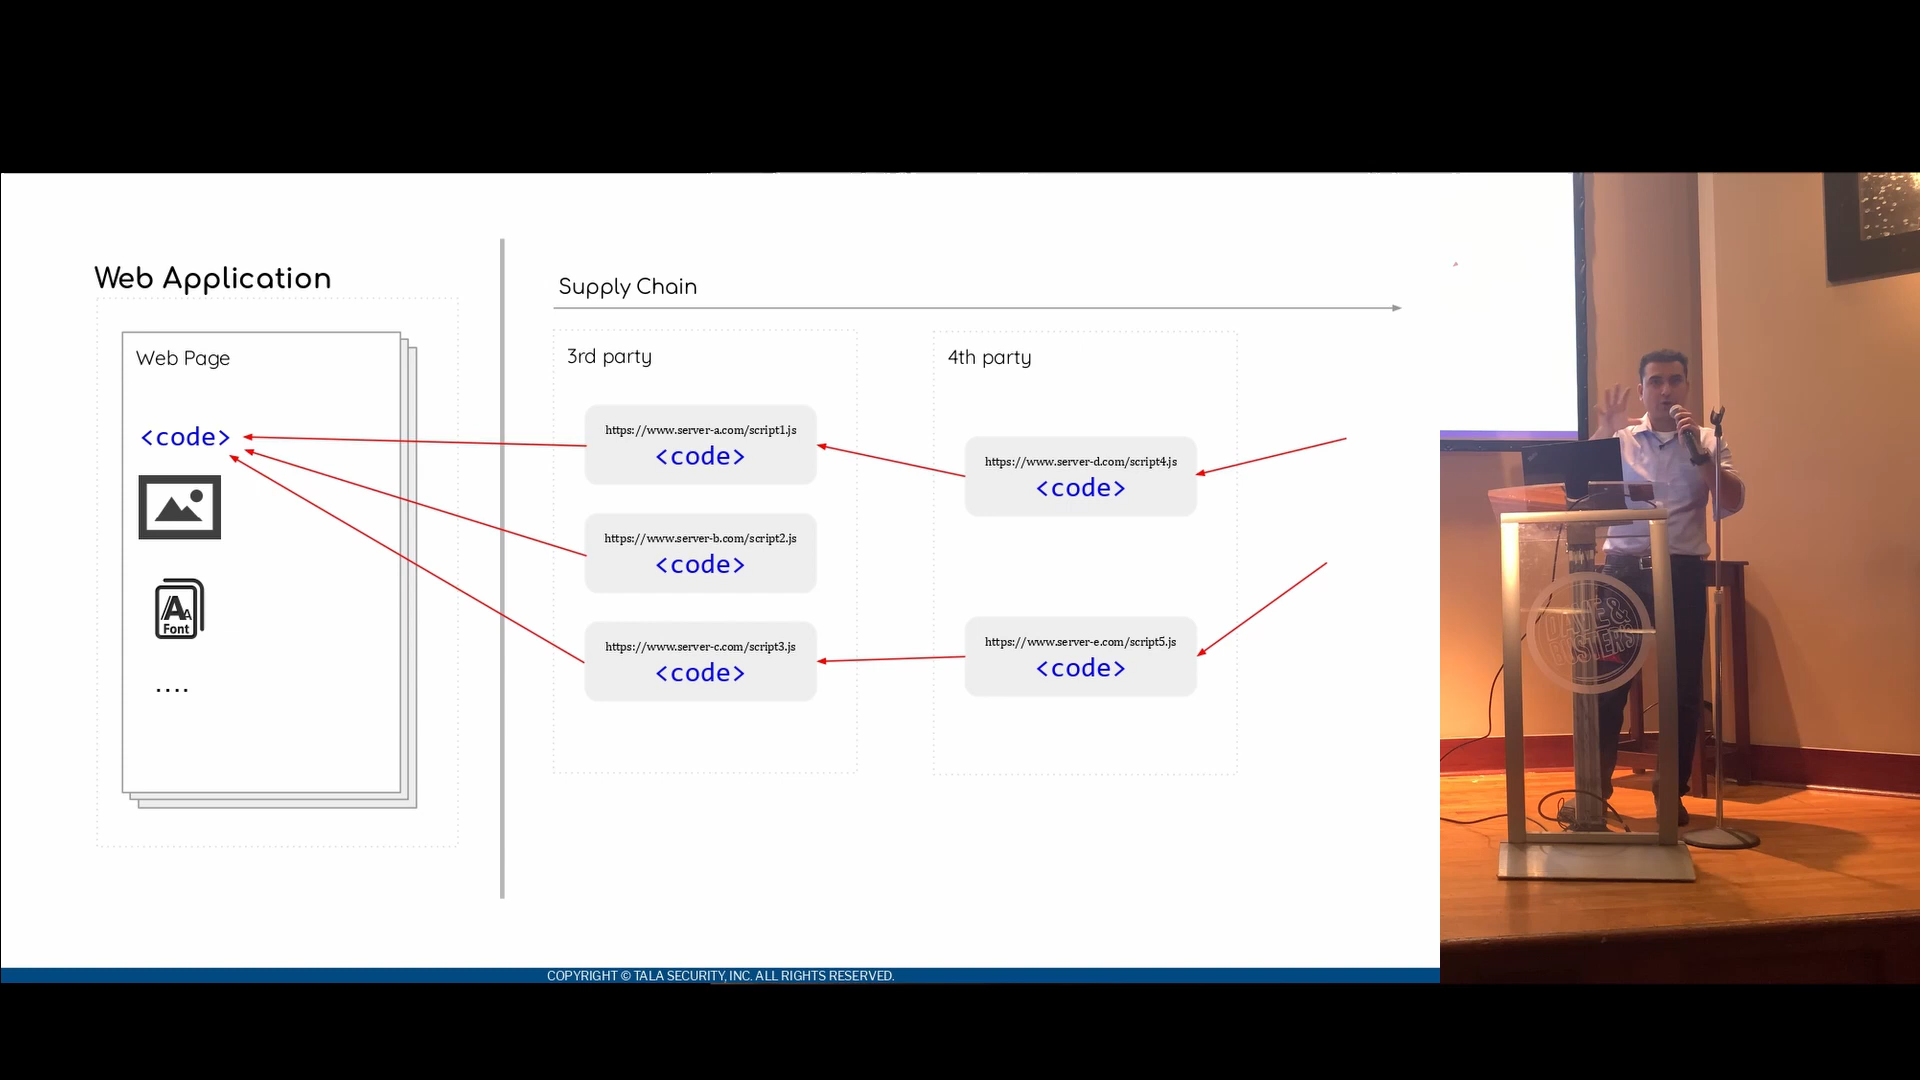 Web Application
Supply Chain
Web Page
3rd party
4th party
<code>
https://www.server-a.com/script1.js
<code>
https://www.server-d.com/script4.js
<code>
https://www.server-b.com/script2.js
<code>
A A
Font
https://www.server-c.com/script3.js
<code>
https://www.server-e.com/script5.js
<code>
....
DAVE &
BUSTER'S
COPYRIGHT © TALA SECURITY, INC. ALL RIGHTS RESERVED.